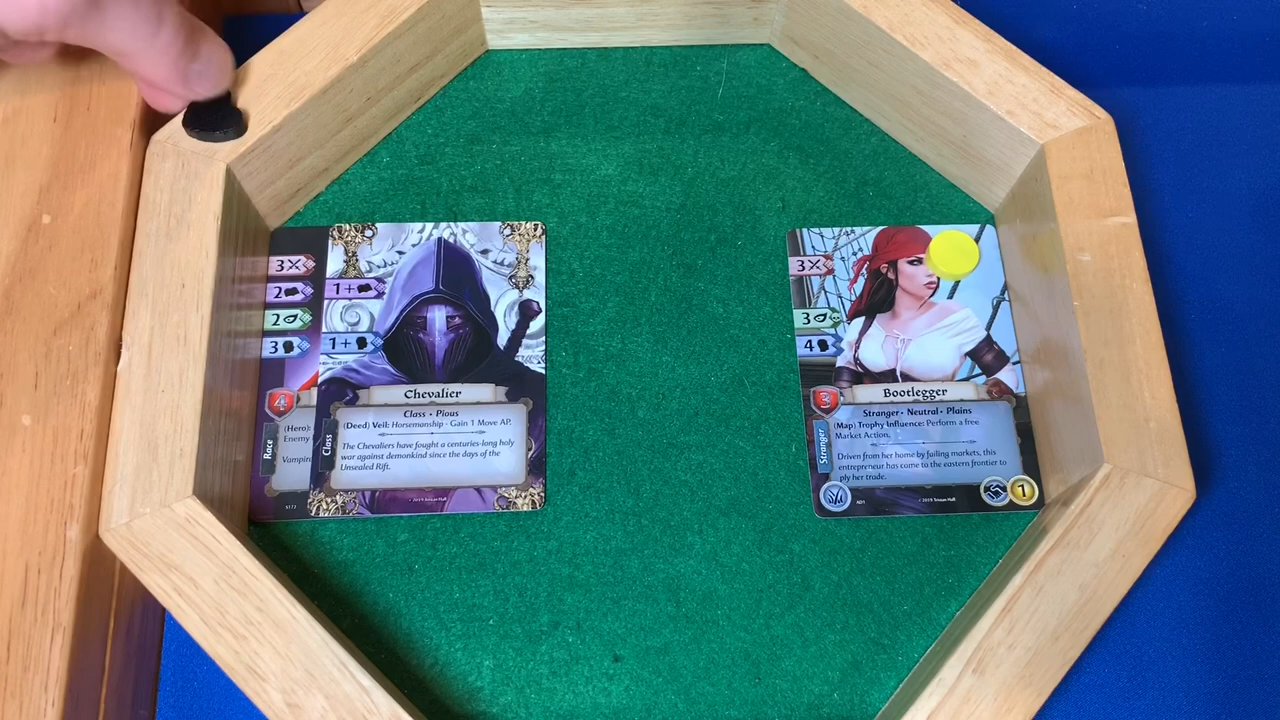 3
2
2
3
4
(Hero):
Enemy
Vampiri
Race
S172
1+
1+
Chevalier
Class • Pious
(Deed) Veil: Horsemanship - Gain 1 Move AP.
The Chevaliers have fought a centuries-long holy
war against demonkind since the days of the
Unsealed Rift.
Class
© 2019 Tristan Hall
3
3
4
3
Bootlegger
Stranger • Neutral • Plains
(Map) Trophy Influence: Perform a free
Market Action.
Driven from her home by failing markets, this
entrepreneur has come to the eastern frontier to
ply her trade.
Stranger
AD1
© 2019 Tristan Hall
1